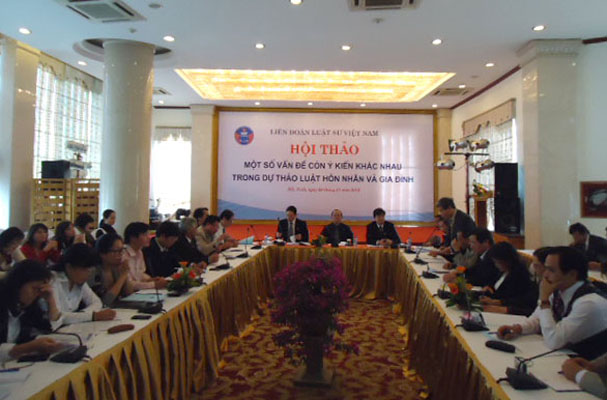 LIÊN ĐOÀN LUẬT SƯ VIỆT NAM
HỘI THẢO
MỘT SỐ VẤN ĐỀ CÒN Ý KIẾN KHÁC NHAU
TRONG DỰ THẢO LUẬT HÔN NHÂN VÀ GIA ĐÌNH